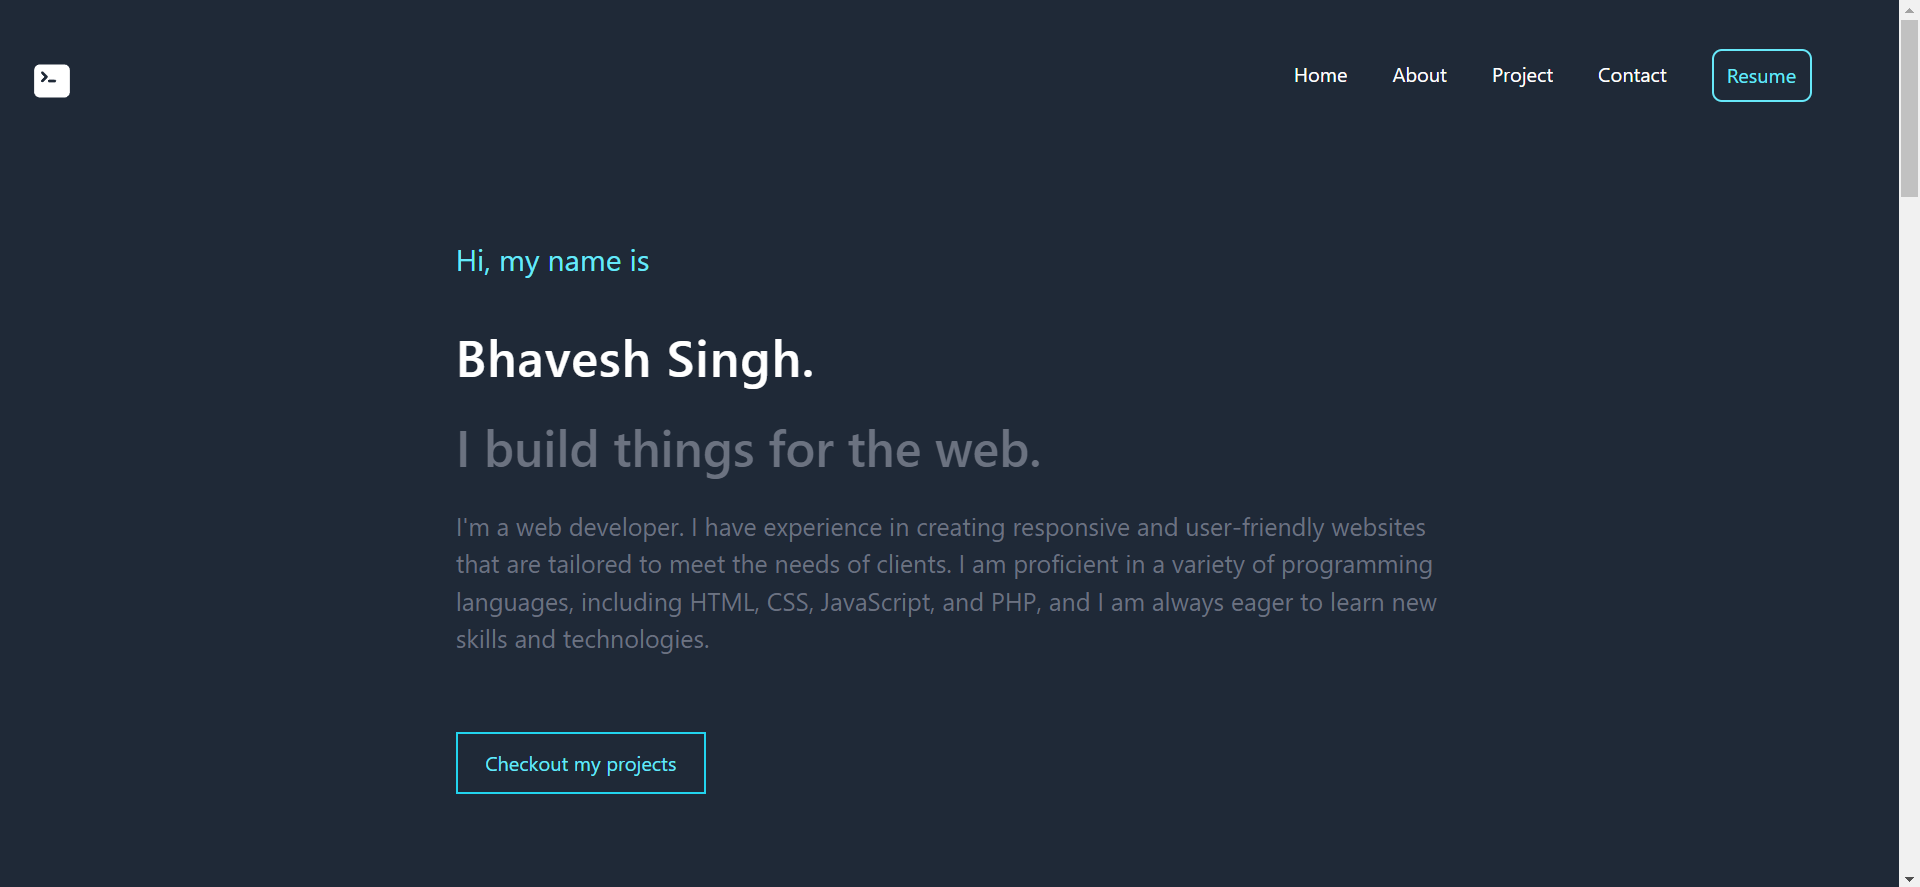 Home About Project Contact Resume
Hi, my name is
Bhavesh Singh.
I build things for the web.
I'm a web developer. I have experience in creating responsive and user-friendly websites
that are tailored to meet the needs of clients. I am proficient in a variety of programming
languages, including HTML, CSS, JavaScript, and PHP, and I am always eager to learn new
skills and technologies.
Checkout my projects